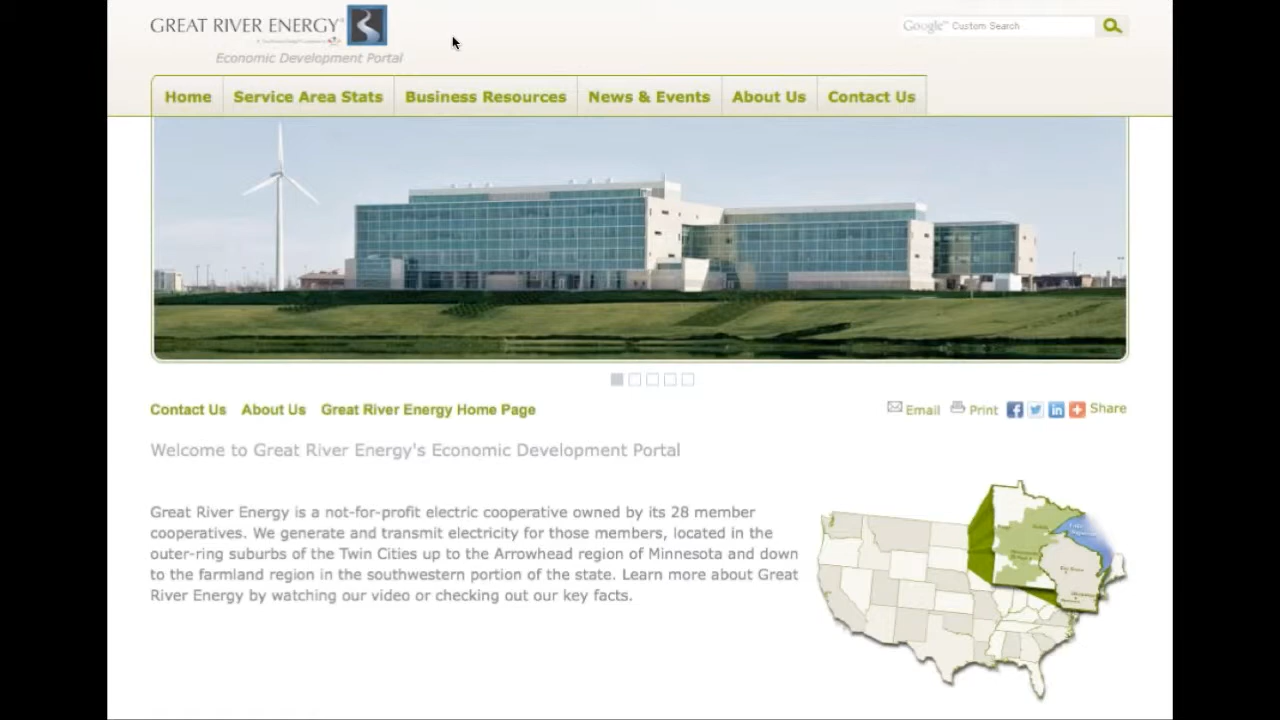 GREAT RIVER ENERGY
Economic Development Portal
Google™ Custom Search
Home
Service Area Stats
Business Resources
News & Events
About Us
Contact Us
Contact Us
About Us
Great River Energy Home Page
Email
Print
Share
Welcome to Great River Energy's Economic Development Portal
Great River Energy is a not-for-profit electric cooperative owned by its 28 member
cooperatives. We generate and transmit electricity for those members, located in the
outer-ring suburbs of the Twin Cities up to the Arrowhead region of Minnesota and down
to the farmland region in the southwestern portion of the state. Learn more about Great
River Energy by watching our video or checking out our key facts.